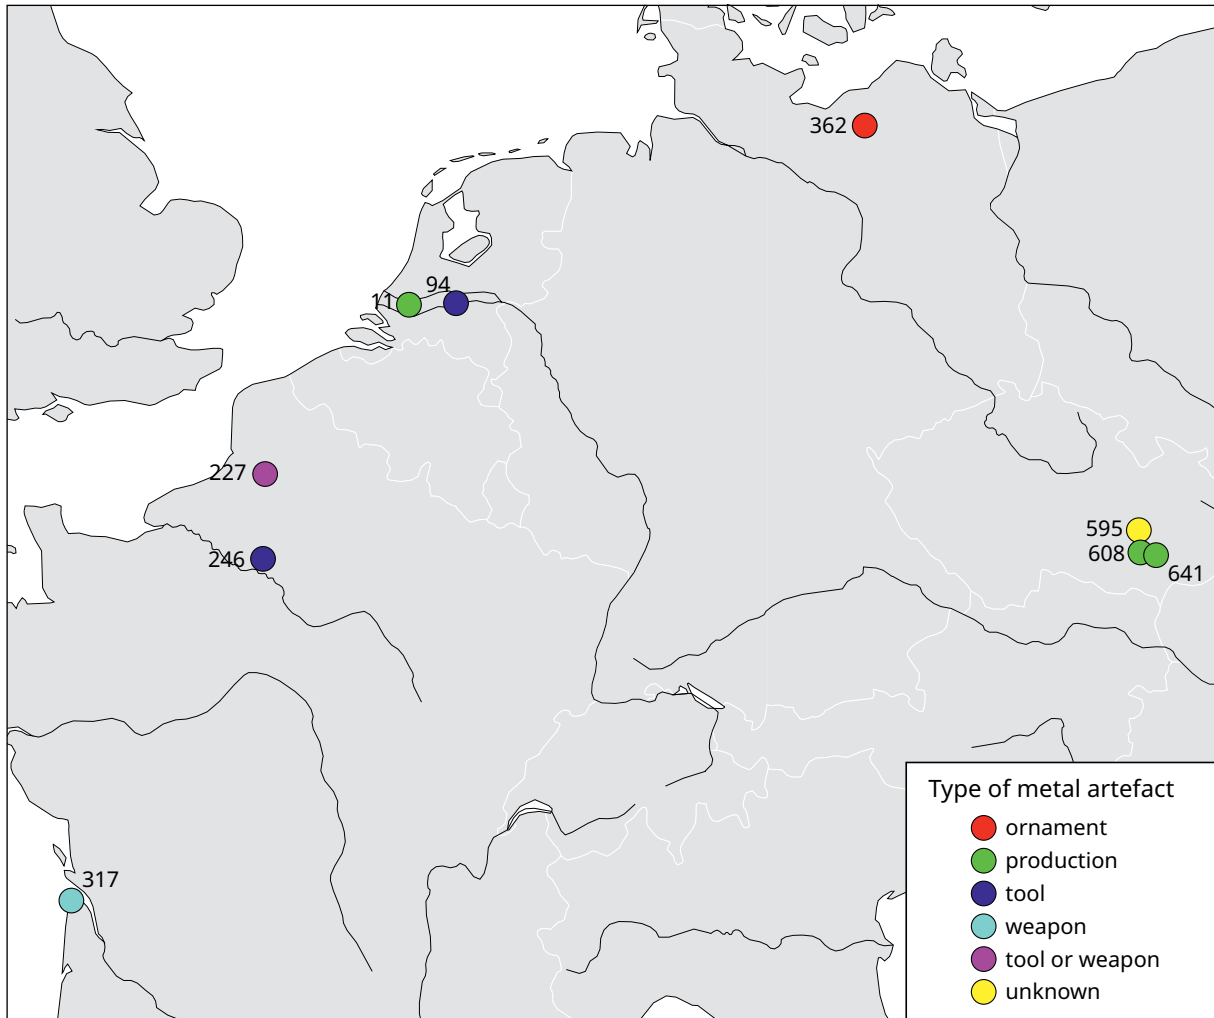 362
94
11
227
246
595
608
641
317
Type of metal artefact
ornament
production
tool
weapon
tool or weapon
unknown